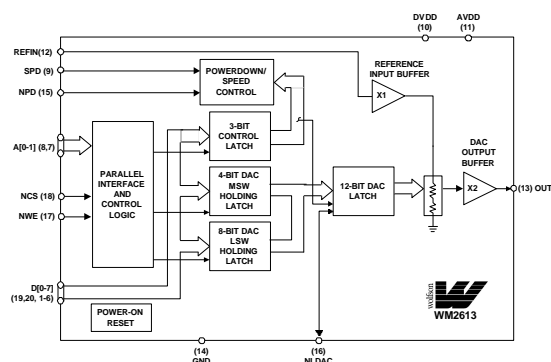 DVDD
(10)
AVDD
(11)
REFIN(12)
SPD (9)
NPD (15)
POWERDOWN/
SPEED
CONTROL
REFERENCE
INPUT BUFFER
X1
A[0-1] (8,7)
3-BIT
CONTROL
LATCH
PARALLEL
INTERFACE
AND
CONTROL
LOGIC
4-BIT DAC
MSW
HOLDING
LATCH
12-BIT DAC
LATCH
DAC
OUTPUT
BUFFER
X2
(13) OUT
NCS (18)
NWE (17)
8-BIT DAC
LSW
HOLDING
LATCH
D[0-7]
(19,20, 1-6)
POWER-ON
RESET
wolfson
WM2613
(14)
GND
(16)
NLDAC